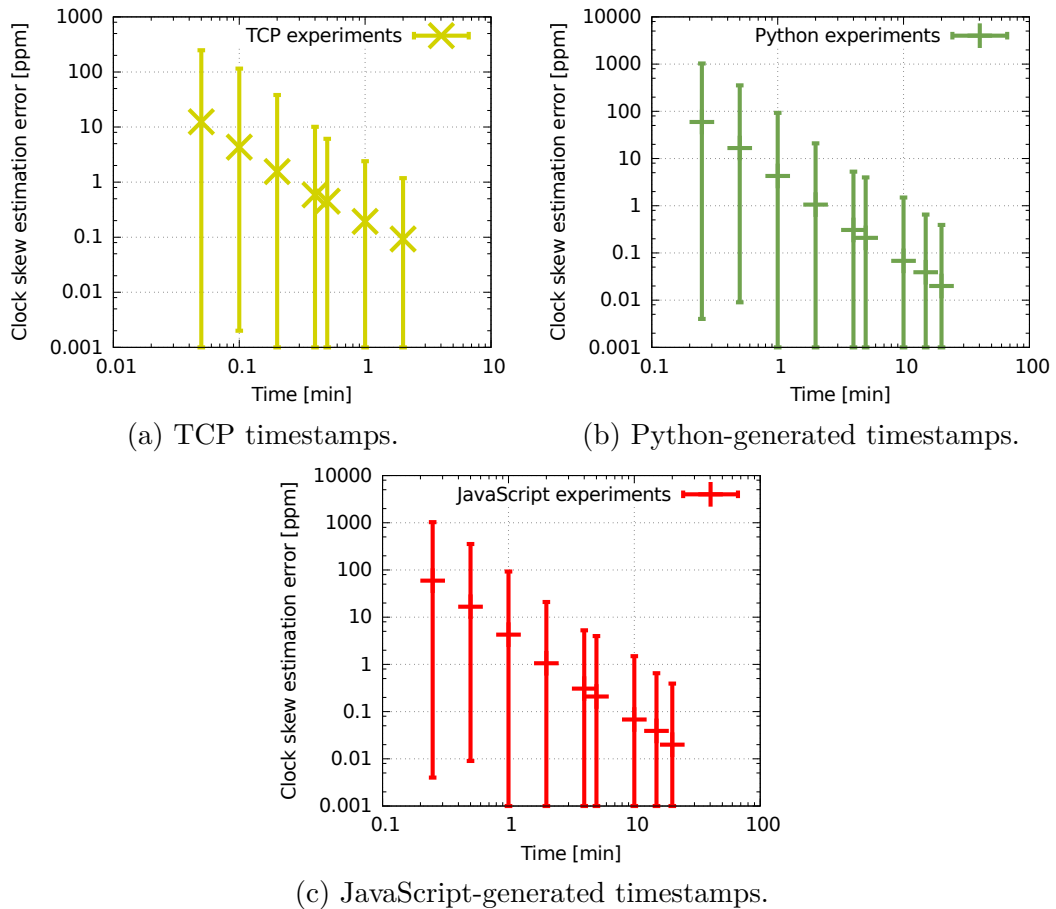 TCP experiments
Clock skew estimation error [ppm]
1000
100
10
1
0.1
0.01
0.001
0.01
0.1
1
10
Time [min]
(a) TCP timestamps.
Python experiments
Clock skew estimation error [ppm]
10000
1000
100
10
1
0.1
0.01
0.001
0.1
1
10
100
Time [min]
(b) Python-generated timestamps.
JavaScript experiments
Clock skew estimation error [ppm]
10000
1000
100
10
1
0.1
0.01
0.001
0.1
1
10
100
Time [min]
(c) JavaScript-generated timestamps.